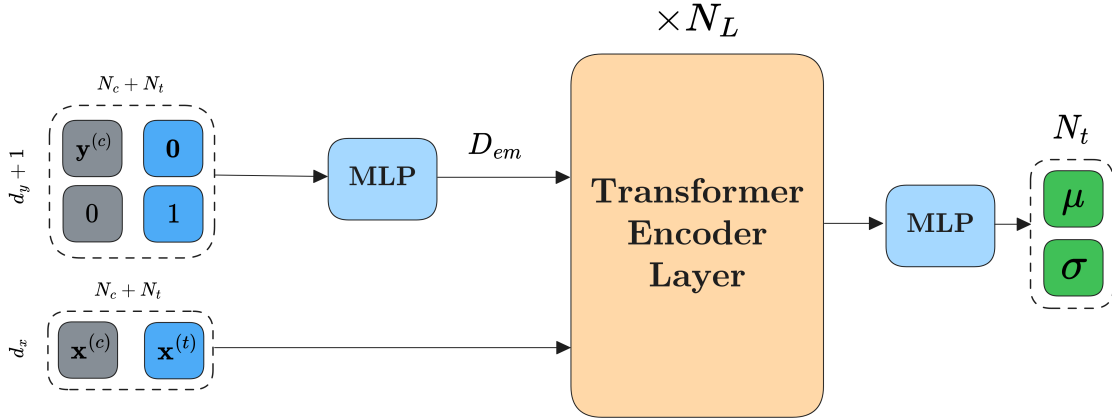 × N_L
N_c + N_t
d_y + 1
y^(c) 0
0 1
MLP
D_em
Transformer
Encoder
Layer
MLP
N_t
μ
σ
N_c + N_t
d_x
x^(c) x^(t)